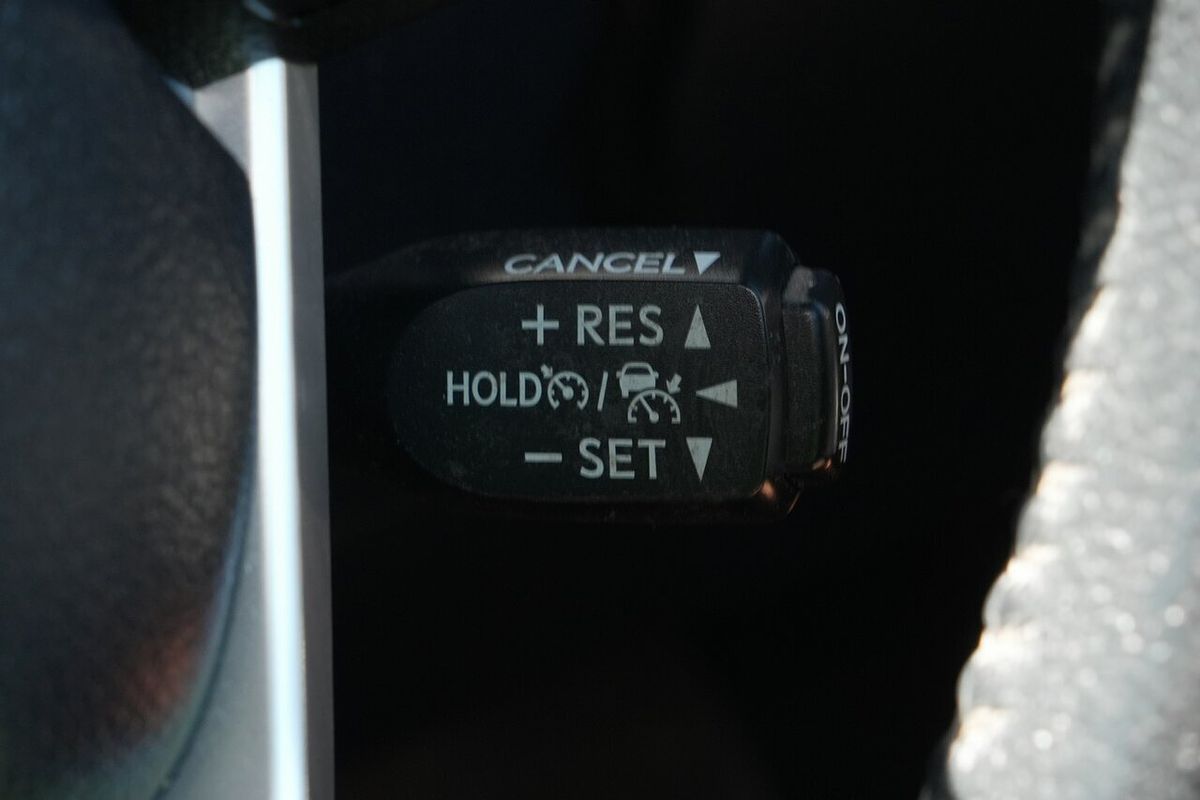 CANCEL▼
+ RES ▲
HOLD / ◀
− SET ▼
ON-OFF